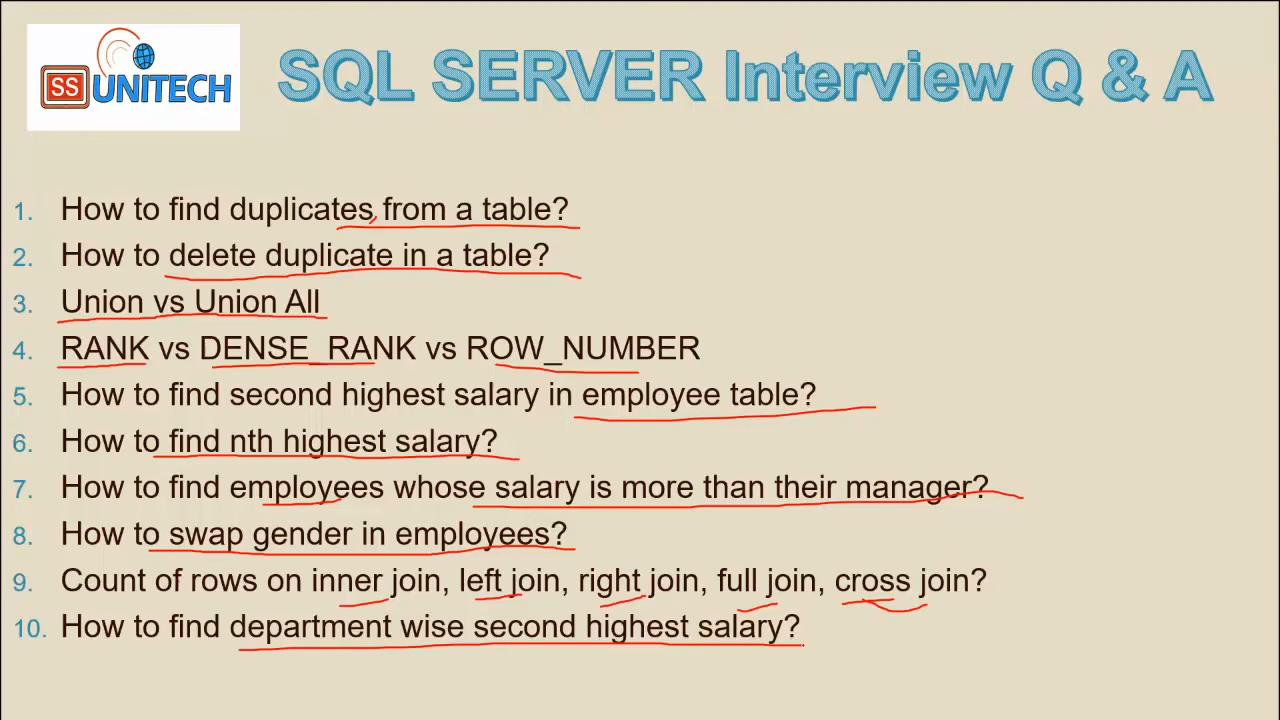 SS UNITECH
SQL SERVER Interview Q & A
1. How to find duplicates from a table?
2. How to delete duplicate in a table?
3. Union vs Union All
4. RANK vs DENSE_RANK vs ROW_NUMBER
5. How to find second highest salary in employee table?
6. How to find nth highest salary?
7. How to find employees whose salary is more than their manager?
8. How to swap gender in employees?
9. Count of rows on inner join, left join, right join, full join, cross join?
10. How to find department wise second highest salary?